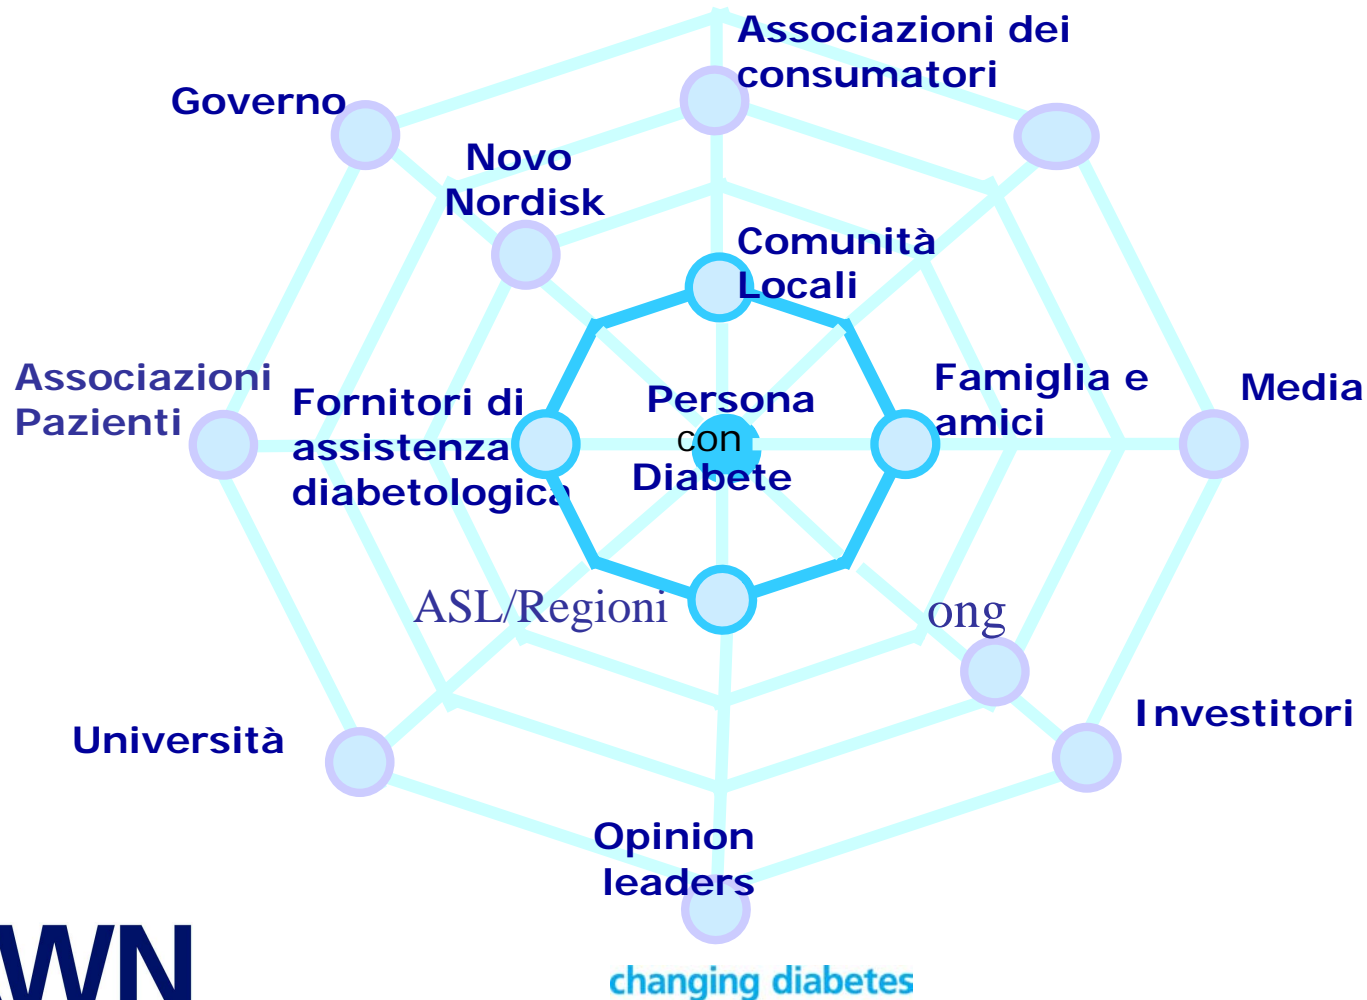 Associazioni dei
consumatori
Governo
Novo
Nordisk
Comunità
Locali
Associazioni
Pazienti
Fornitori di
assistenza
diabetologica
Persona
con
Diabete
Famiglia e
amici
Media
ASL/Regioni
ong
Università
Investitori
Opinion
leaders
changing diabetes